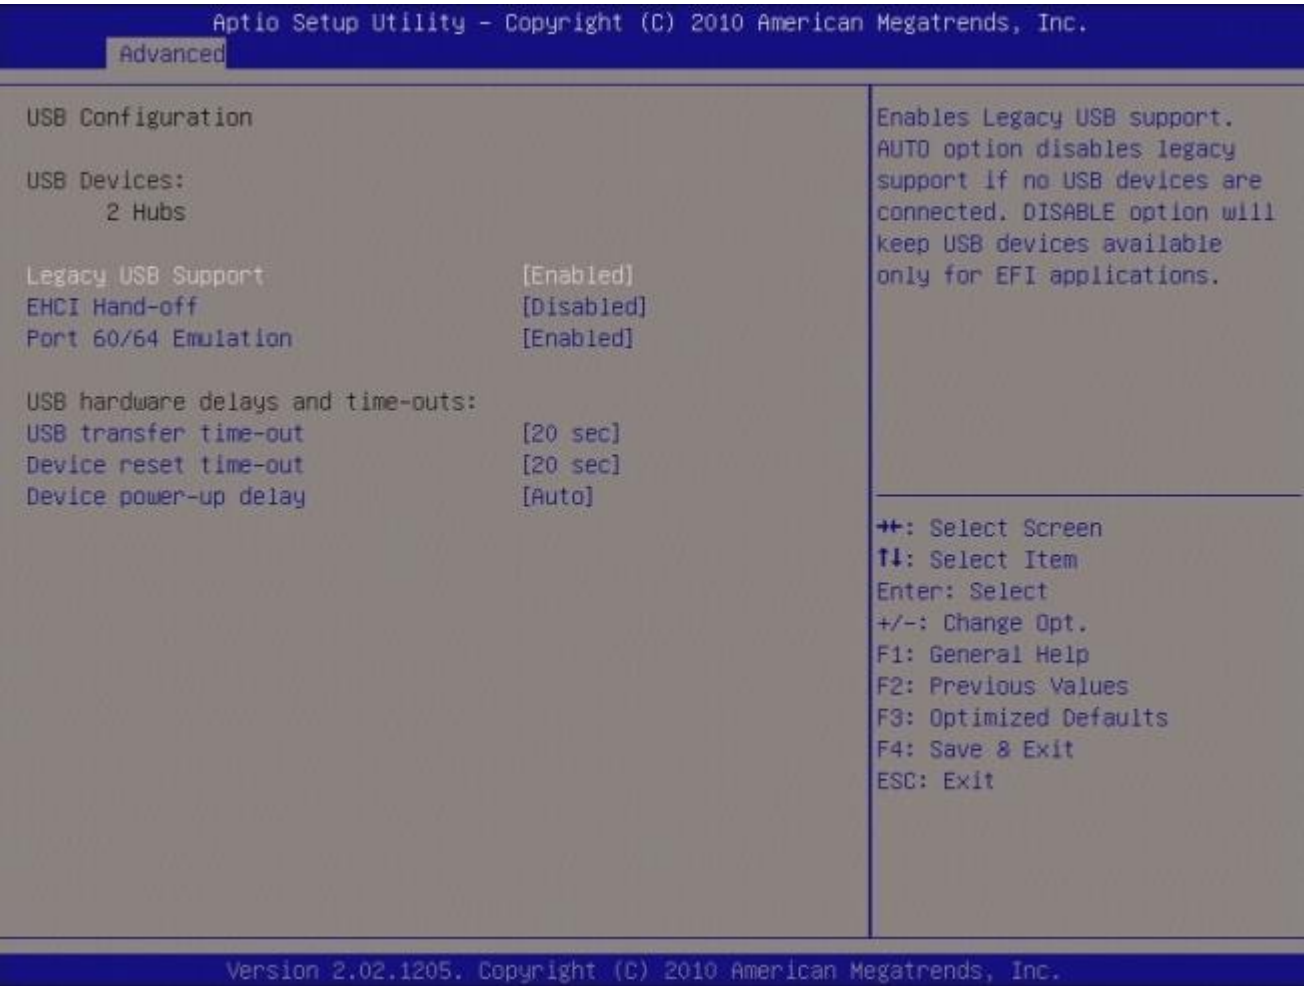 Aptio Setup Utility – Copyright (C) 2010 American Megatrends, Inc.
Advanced
USB Configuration
USB Devices:
2 Hubs
Legacy USB Support [Enabled]
EHCI Hand-off [Disabled]
Port 60/64 Emulation [Enabled]
USB hardware delays and time-outs:
USB transfer time-out [20 sec]
Device reset time-out [20 sec]
Device power-up delay [Auto]
Enables Legacy USB support.
AUTO option disables legacy
support if no USB devices are
connected. DISABLE option will
keep USB devices available
only for EFI applications.
→←: Select Screen
↑↓: Select Item
Enter: Select
+/-: Change Opt.
F1: General Help
F2: Previous Values
F3: Optimized Defaults
F4: Save & Exit
ESC: Exit
Version 2.02.1205. Copyright (C) 2010 American Megatrends, Inc.